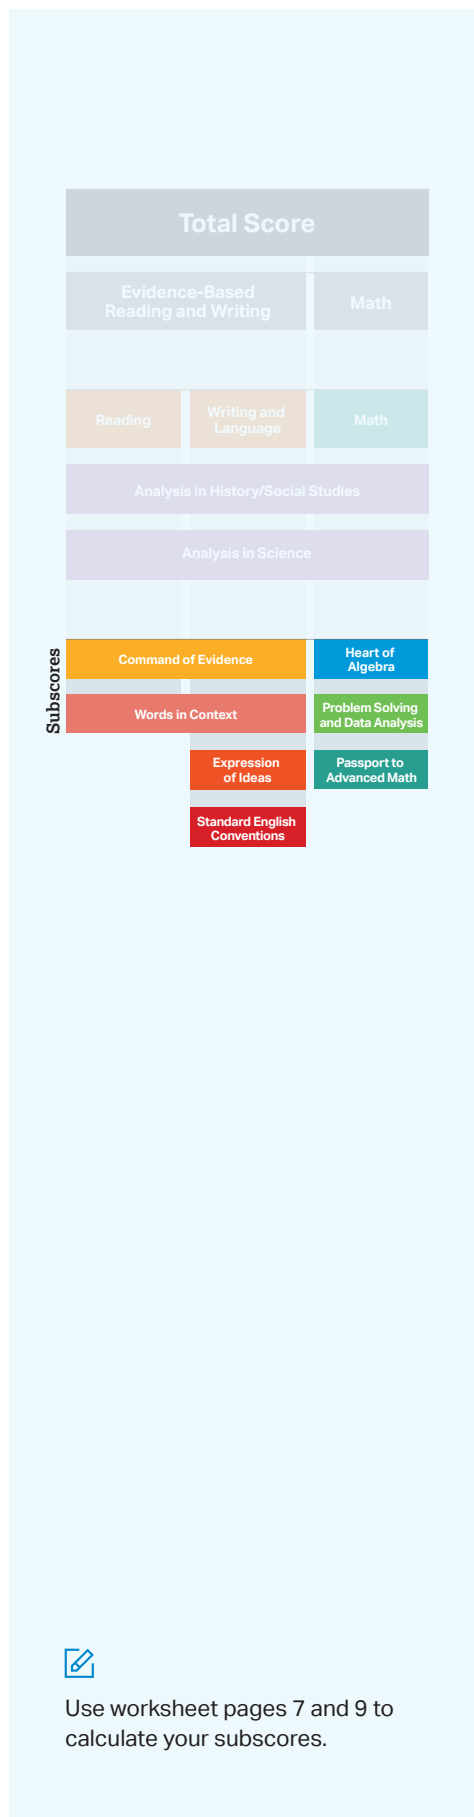 Total Score
Evidence-Based
Reading and Writing
Math
Reading
Writing and
Language
Math
Analysis in History/Social Studies
Analysis in Science
Subscores
Command of Evidence
Heart of
Algebra
Words in Context
Problem Solving
and Data Analysis
Expression
of Ideas
Passport to
Advanced Math
Standard English
Conventions
Use worksheet pages 7 and 9 to
calculate your subscores.